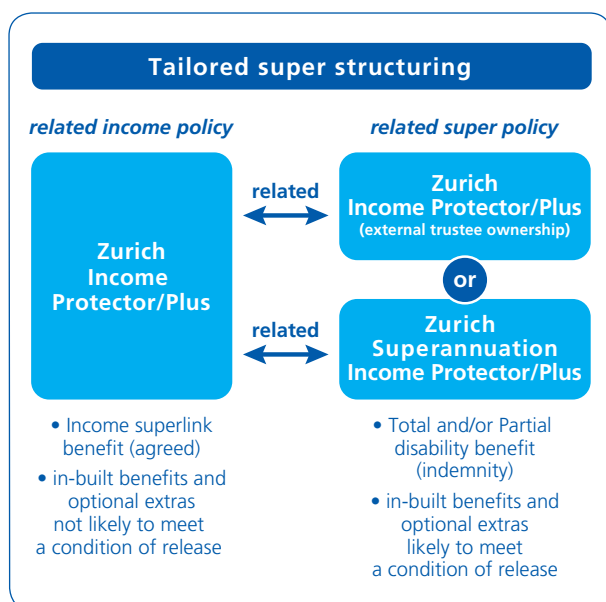 Tailored super structuring
related income policy
related super policy
Zurich
Income
Protector/Plus
related
related
Zurich
Income Protector/Plus
(external trustee ownership)
or
Zurich
Superannuation
Income Protector/Plus
• Income superlink
benefit (agreed)
• in-built benefits and
optional extras
not likely to meet
a condition of release
• Total and/or Partial
disability benefit
(indemnity)
• in-built benefits and
optional extras
likely to meet
a condition of release